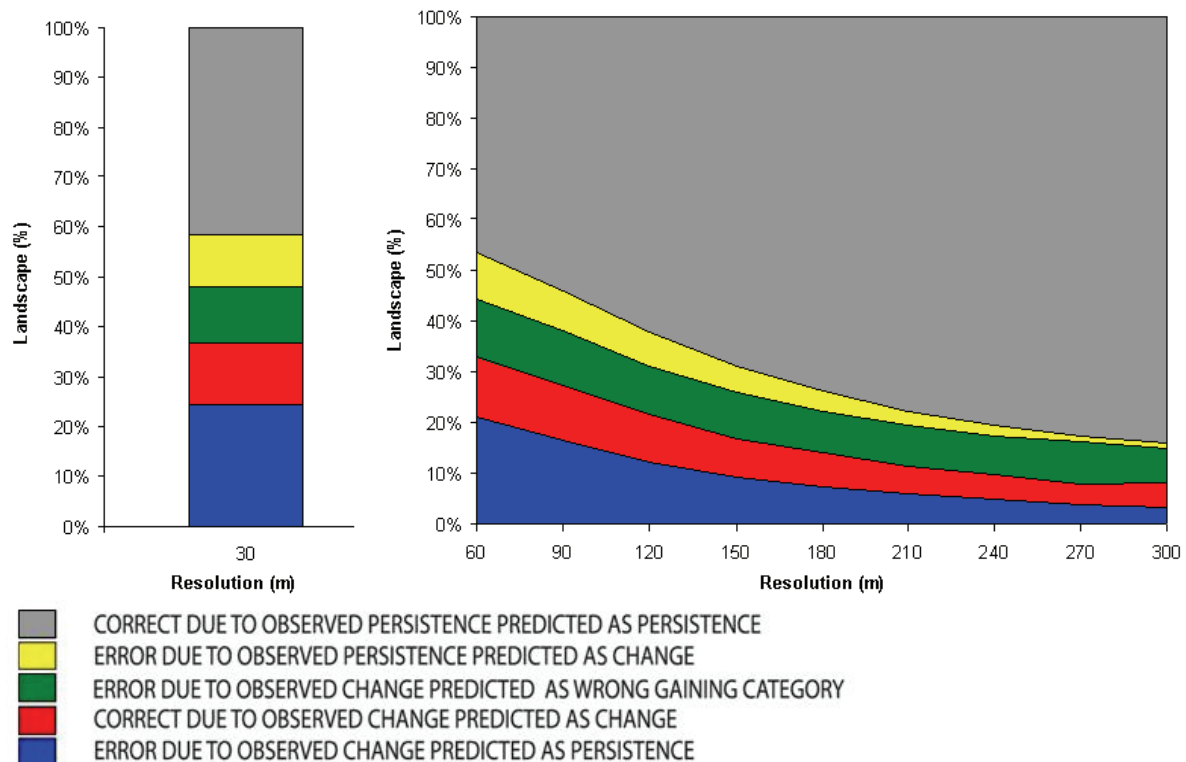 100%
90%
80%
70%
60%
50%
40%
30%
20%
10%
0%
Landscape (%)
30
Resolution (m)
100%
90%
80%
70%
60%
50%
40%
30%
20%
10%
0%
Landscape (%)
60 90 120 150 180 210 240 270 300
Resolution (m)
CORRECT DUE TO OBSERVED PERSISTENCE PREDICTED AS PERSISTENCE
ERROR DUE TO OBSERVED PERSISTENCE PREDICTED AS CHANGE
ERROR DUE TO OBSERVED CHANGE PREDICTED AS WRONG GAINING CATEGORY
CORRECT DUE TO OBSERVED CHANGE PREDICTED AS CHANGE
ERROR DUE TO OBSERVED CHANGE PREDICTED AS PERSISTENCE